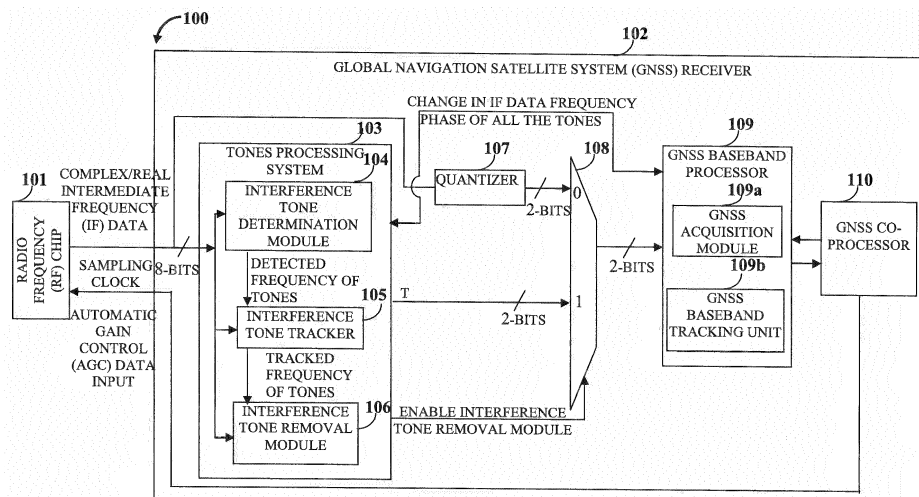 100
102
GLOBAL NAVIGATION SATELLITE SYSTEM (GNSS) RECEIVER
CHANGE IN IF DATA FREQUENCY
PHASE OF ALL THE TONES
103
TONES PROCESSING
SYSTEM
104
INTERFERENCE
TONE
DETERMINATION
MODULE
107
QUANTIZER
2-BITS
108
0
1
109
GNSS BASEBAND
PROCESSOR
109a
GNSS
ACQUISITION
MODULE
109b
GNSS
BASEBAND
TRACKING UNIT
110
GNSS CO-
PROCESSOR
101
RADIO
FREQUENCY
(RF) CHIP
COMPLEX/REAL
INTERMEDIATE
FREQUENCY
(IF) DATA
8-BITS
SAMPLING
CLOCK
AUTOMATIC
GAIN
CONTROL
(AGC) DATA
INPUT
DETECTED
FREQUENCY OF
TONES
105
INTERFERENCE
TONE TRACKER
T
2-BITS
2-BITS
TRACKED
FREQUENCY
OF TONES
106
INTERFERENCE
TONE REMOVAL
MODULE
ENABLE INTERFERENCE
TONE REMOVAL MODULE